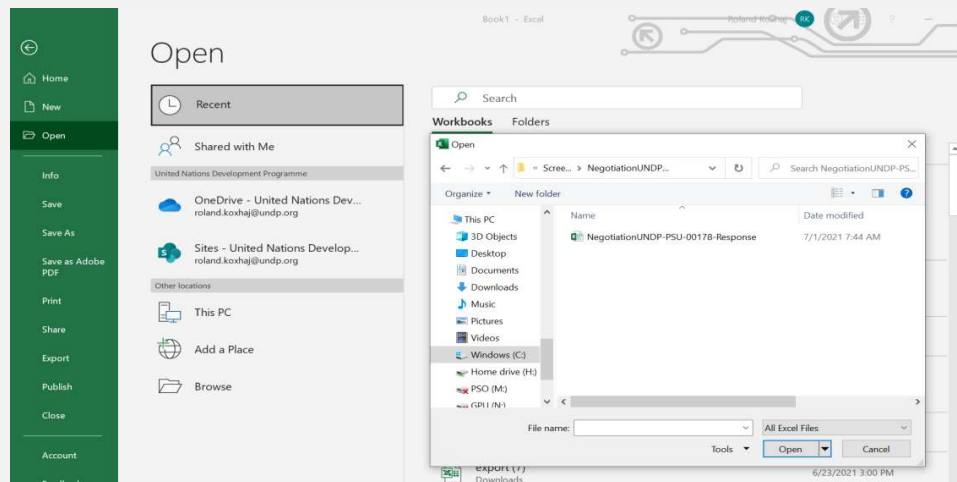 Book1 - Excel
RK
?
Open
Home
New
Open
Info
Save
Save As
Save as Adobe
PDF
Print
Share
Export
Publish
Close
Account
Recent
Shared with Me
United Nations Development Programme
OneDrive - United Nations Dev...
roland.koxhaj@undp.org
Sites - United Nations Develop...
roland.koxhaj@undp.org
Other locations
This PC
Add a Place
Browse
Search
Workbooks Folders
Open
Scree... > NegotiationUNDP...
Search NegotiationUNDP-PS...
Organize
New folder
This PC
3D Objects
Desktop
Documents
Downloads
Music
Pictures
Videos
Windows (C:)
Home drive (H:)
PSO (M:)
GPU (N:)
Name
Date modified
NegotiationUNDP-PSU-00178-Response
7/1/2021 7:44 AM
File name:
All Excel Files
Tools
Open
Cancel
export (7)
Downloads
6/23/2021 3:00 PM